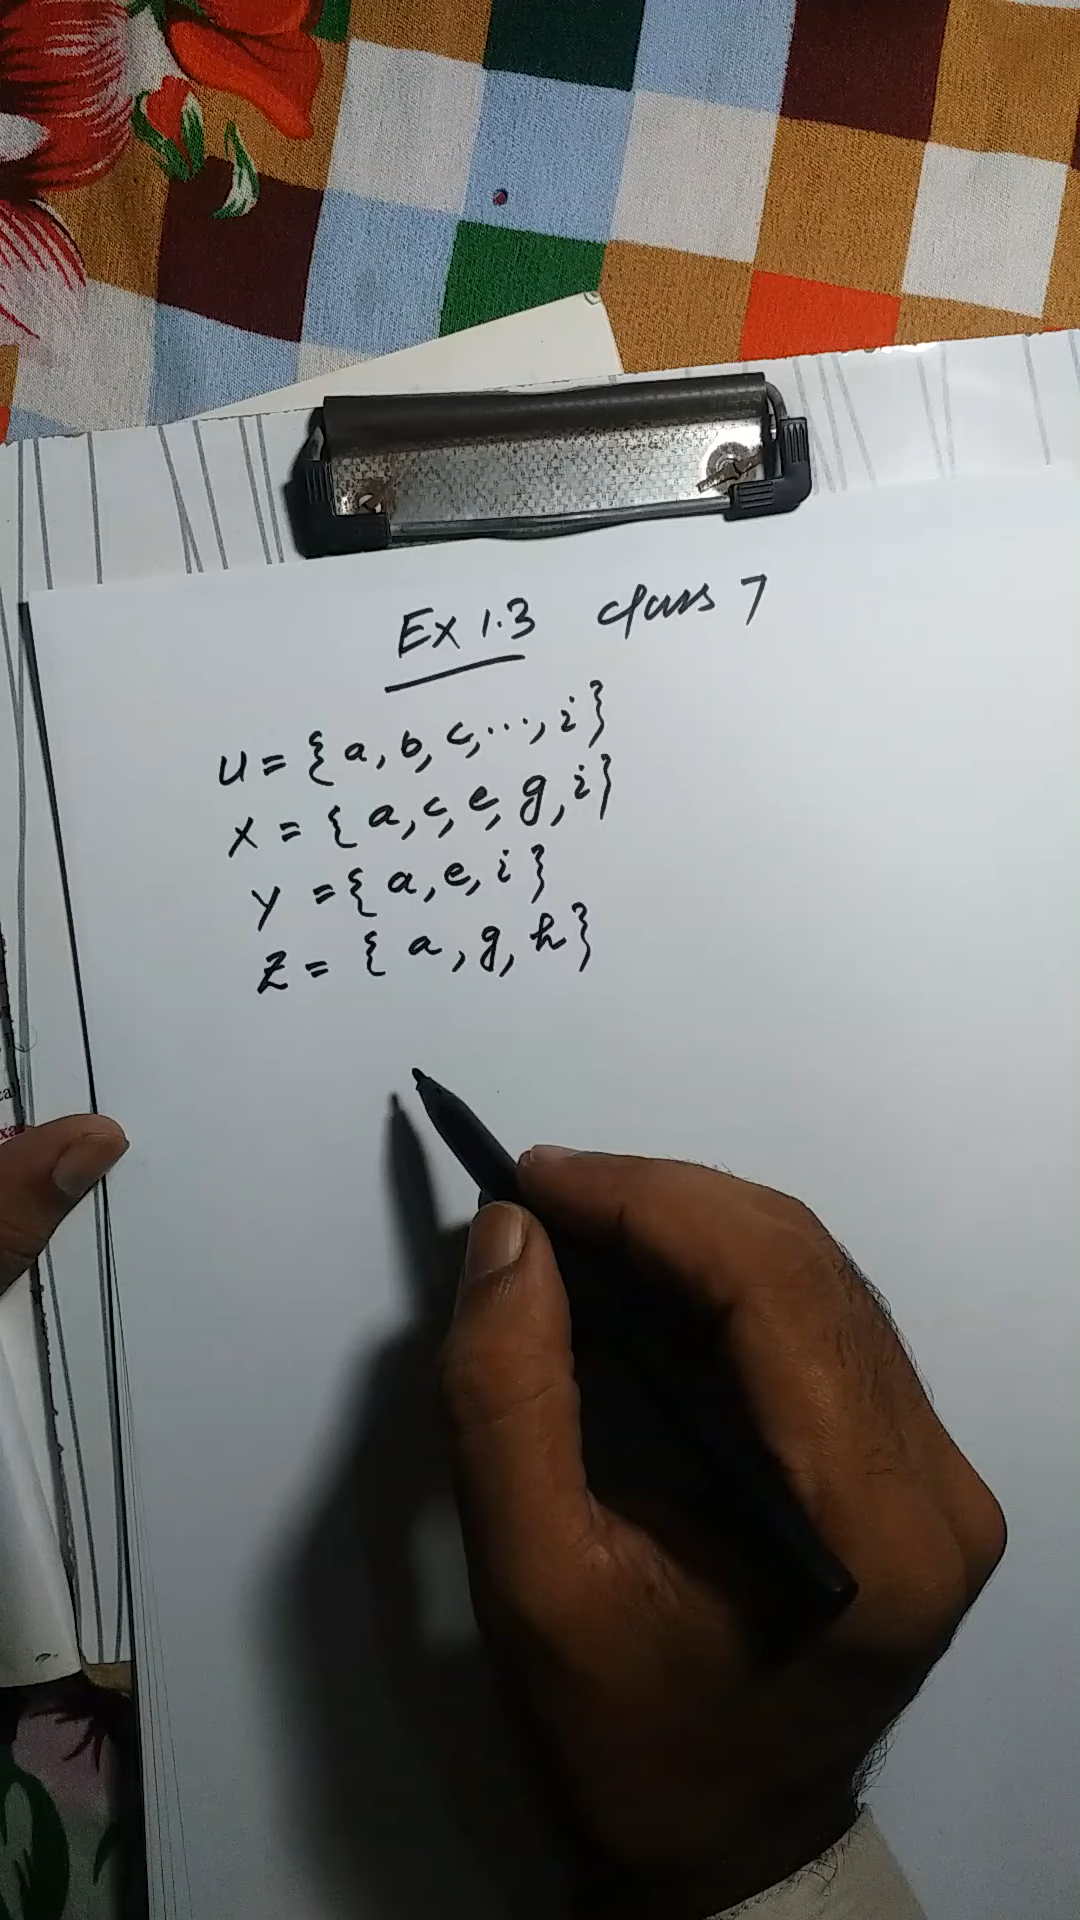 Ex 1.3 class 7
U = { a, b, c, ..., i }
X = { a, c, e, g, i }
Y = { a, e, i }
Z = { a, g, h }